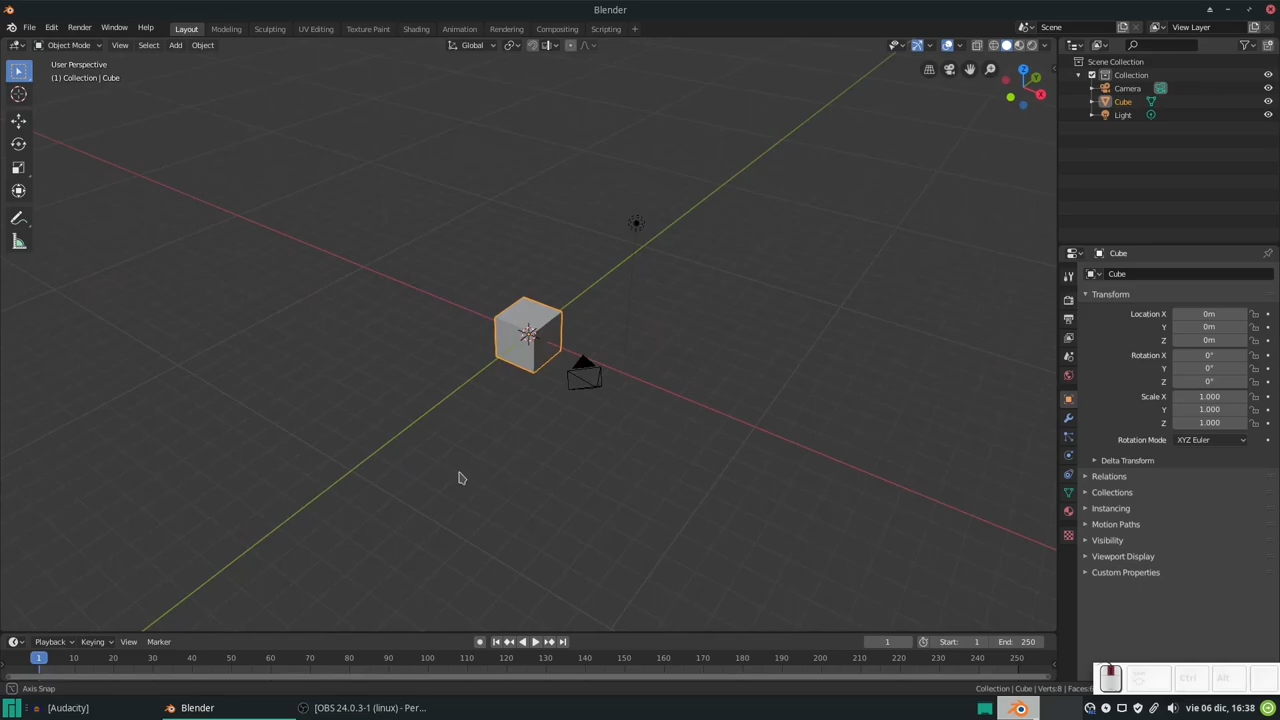 Blender
File Edit Render Window Help Layout Modeling Sculpting UV Editing Texture Paint Shading Animation Rendering Compositing Scripting + Scene View Layer
Object Mode View Select Add Object Global
User Perspective
(1) Collection | Cube
Z
Y
X
Scene Collection
Collection
Camera
Cube
Light
Cube
Cube
Transform
Location X 0m
Y 0m
Z 0m
Rotation X 0°
Y 0°
Z 0°
Scale X 1.000
Y 1.000
Z 1.000
Rotation Mode XYZ Euler
Delta Transform
Relations
Collections
Instancing
Motion Paths
Visibility
Viewport Display
Custom Properties
Playback Keying View Marker 1 Start: 1 End: 250
1 10 20 30 40 50 60 70 80 90 100 110 120 130 140 150 160 170 180 190 200 210 220 230 240 250
Axis Snap Collection | Cube | Verts:8 | Faces:
Ctrl Alt
[Audacity] Blender [OBS 24.0.3-1 (linux) - Per... vie 06 dic, 16:38